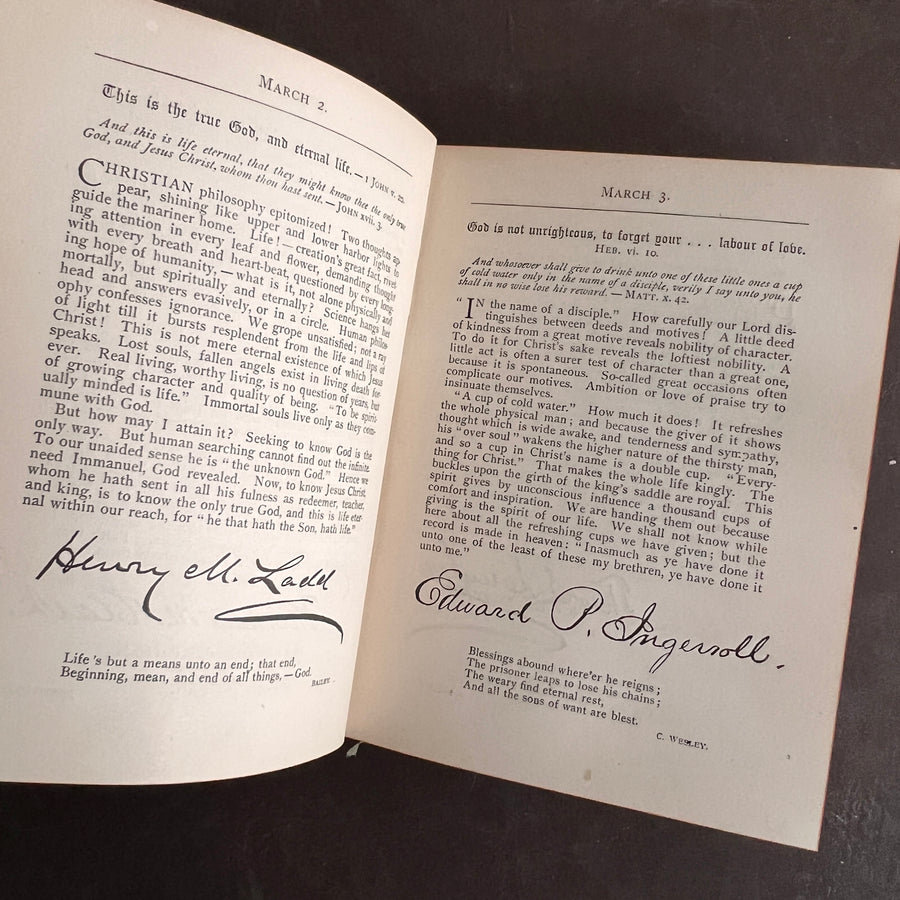 MARCH 2.
This is the true God, and eternal life. — 1 JOHN v. 20.
And this is life eternal, that they might know thee the only true
God, and Jesus Christ, whom thou hast sent. — JOHN xvii. 3.
CHRISTIAN philosophy epitomized! Two thoughts ap
pear, shining like upper and lower harbor lights to
guide the mariner home. Life! — creation's great fact, rivet
ing attention in every leaf and flower, demanding thought
with every breath and heart-beat, questioned by every long-
ing hope of humanity, — what is it, not alone physically and
mortally, but spiritually and eternally? Science hangs her
head and answers evasively, or in a circle. Human philos-
ophy confesses ignorance. We grope unsatisfied; not a ray
of light till it bursts resplendent from the life and lips of
Christ! This is not mere eternal existence of which Jesus
speaks. Lost souls, fallen angels exist in living death for-
ever. Real living, worthy living, is no question of years, but
of growing character and quality of being. "To be spirit-
ually minded is life." Immortal souls live only as they com-
mune with God.
But how may I attain it? Seeking to know God is the
only way. But human searching cannot find out the infinite.
To our unaided sense he is "the unknown God." Hence we
need Immanuel, God revealed. Now, to know Jesus Christ
whom he hath sent in all his fulness as redeemer, teacher,
and king, is to know the only true God, and this is life eter-
nal within our reach, for "he that hath the Son, hath life."
Henry M. Ladd
Life 's but a means unto an end; that end,
Beginning, mean, and end of all things, — God.
BAILEY.
MARCH 3.
God is not unrighteous, to forget your . . . labour of love.
HEB. vi. 10.
And whosoever shall give to drink unto one of these little ones a cup
of cold water only in the name of a disciple, verily I say unto you, he
shall in no wise lose his reward. — MATT. x. 42.
"IN the name of a disciple." How carefully our Lord dis-
tinguishes between deeds and motives! A little deed
of kindness from a great motive reveals nobility of character.
To do it for Christ's sake reveals the loftiest nobility. A
little act is often a surer test of character than a great one,
because it is spontaneous. So-called great occasions often
complicate our motives. Ambition or love of praise try to
insinuate themselves.
"A cup of cold water." How much it does! It refreshes
the whole physical man; and because the giver of it shows
thought which is wide awake, and tenderness and sympathy,
his "over soul" wakens the higher nature of the thirsty man,
and so a cup in Christ's name is a double cup. "Every-
thing for Christ." That makes the whole life kingly. The
buckles upon the girth of the king's saddle are royal. This
spirit gives by unconscious influence a thousand cups of
comfort and inspiration. We are handing them out because
giving is the spirit of our life. We shall not know while
here about all the refreshing cups we have given; but the
record is made in heaven: "Inasmuch as ye have done it
unto one of the least of these my brethren, ye have done it
unto me."
Edward P. Ingersoll.
Blessings abound where'er he reigns;
The prisoner leaps to lose his chains;
The weary find eternal rest,
And all the sons of want are blest.
C. WESLEY.